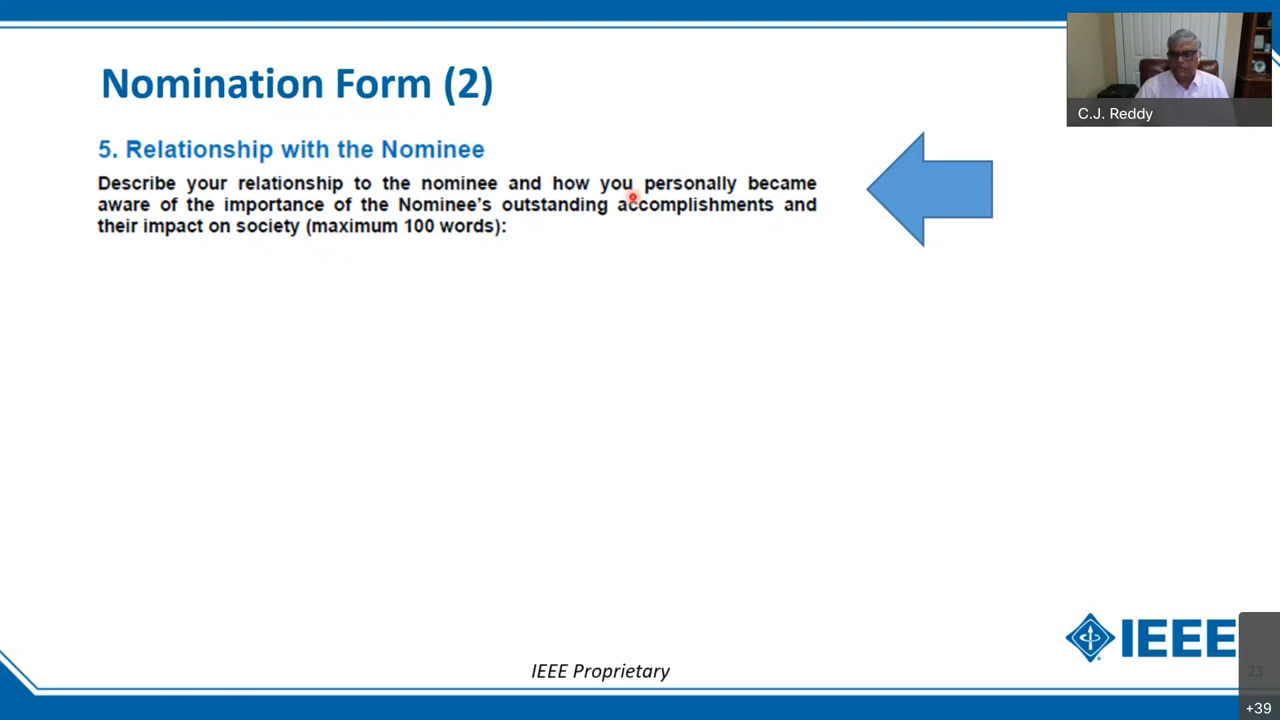 Nomination Form (2)
C.J. Reddy
5. Relationship with the Nominee
Describe your relationship to the nominee and how you personally became
aware of the importance of the Nominee's outstanding accomplishments and
their impact on society (maximum 100 words):
IEEE
IEEE Proprietary
23
+39